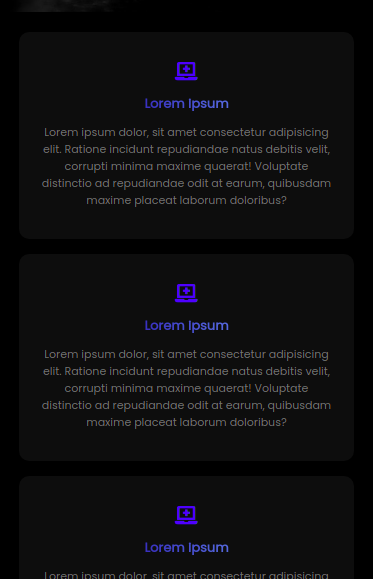 Lorem Ipsum
Lorem ipsum dolor, sit amet consectetur adipisicing
elit. Ratione incidunt repudiandae natus debitis velit,
corrupti minima maxime quaerat! Voluptate
distinctio ad repudiandae odit at earum, quibusdam
maxime placeat laborum doloribus?
Lorem Ipsum
Lorem ipsum dolor, sit amet consectetur adipisicing
elit. Ratione incidunt repudiandae natus debitis velit,
corrupti minima maxime quaerat! Voluptate
distinctio ad repudiandae odit at earum, quibusdam
maxime placeat laborum doloribus?
Lorem Ipsum
Lorem ipsum dolor, sit amet consectetur adipisicing